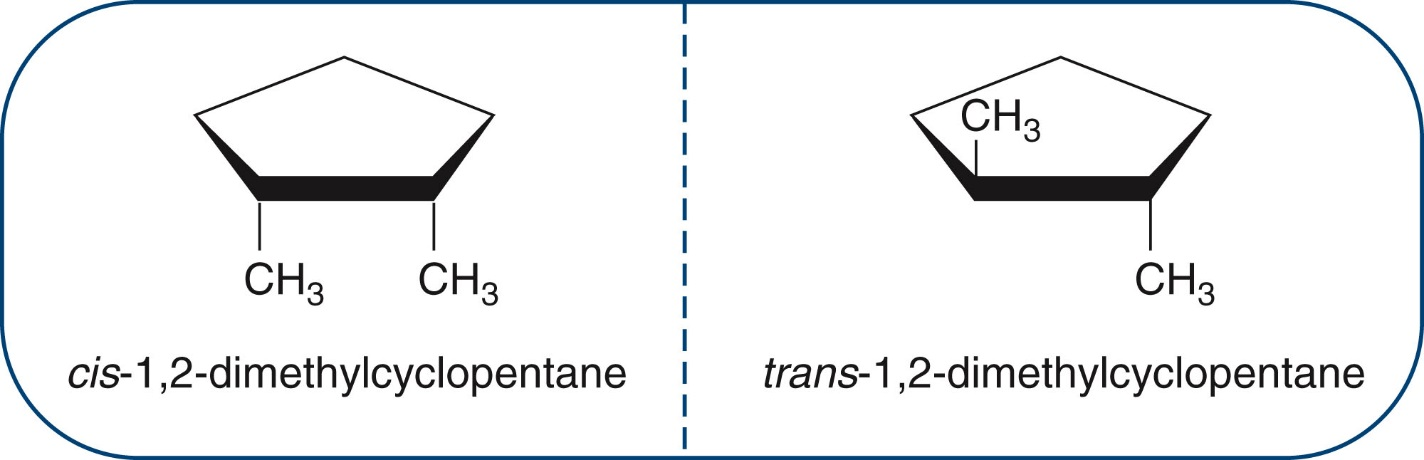 CH₃
CH₃ CH₃
CH₃
cis-1,2-dimethylcyclopentane
trans-1,2-dimethylcyclopentane